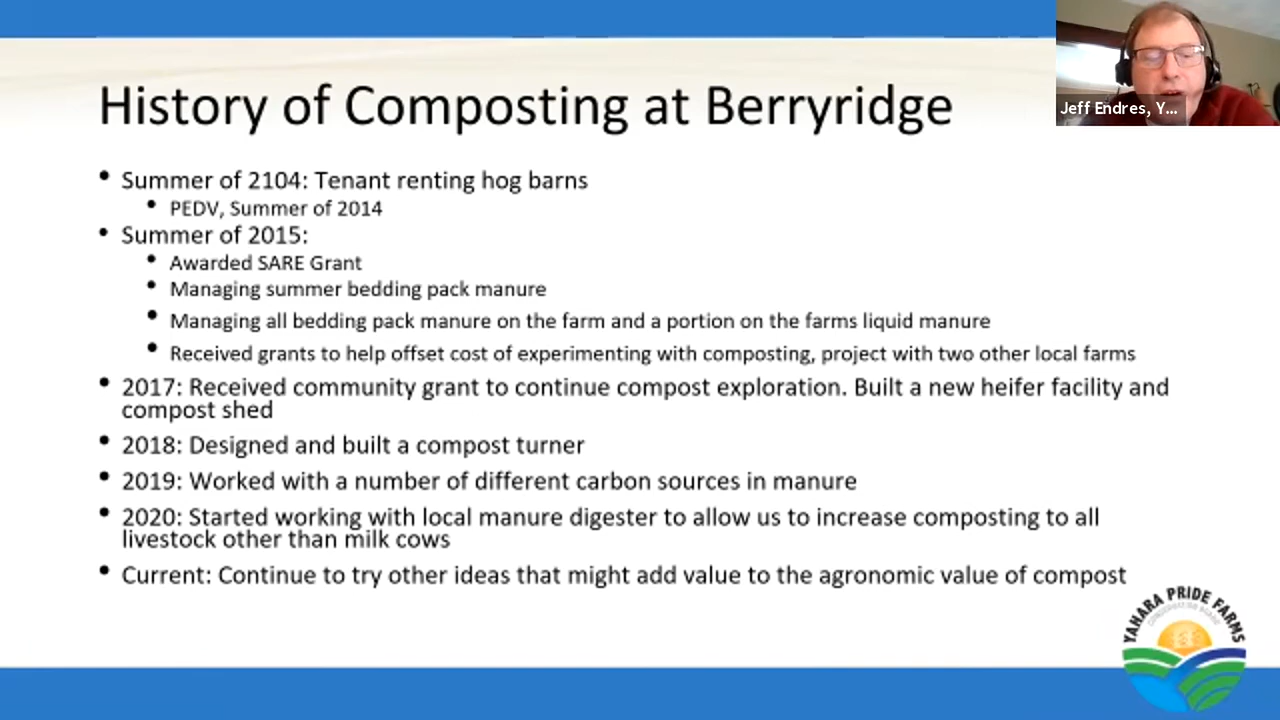 History of Composting at Berryridge
Jeff Endres, Y...
• Summer of 2104: Tenant renting hog barns
• PEDV, Summer of 2014
• Summer of 2015:
• Awarded SARE Grant
• Managing summer bedding pack manure
• Managing all bedding pack manure on the farm and a portion on the farms liquid manure
• Received grants to help offset cost of experimenting with composting, project with two other local farms
• 2017: Received community grant to continue compost exploration. Built a new heifer facility and
compost shed
• 2018: Designed and built a compost turner
• 2019: Worked with a number of different carbon sources in manure
• 2020: Started working with local manure digester to allow us to increase composting to all
livestock other than milk cows
• Current: Continue to try other ideas that might add value to the agronomic value of compost
YAHARA PRIDE FARMS